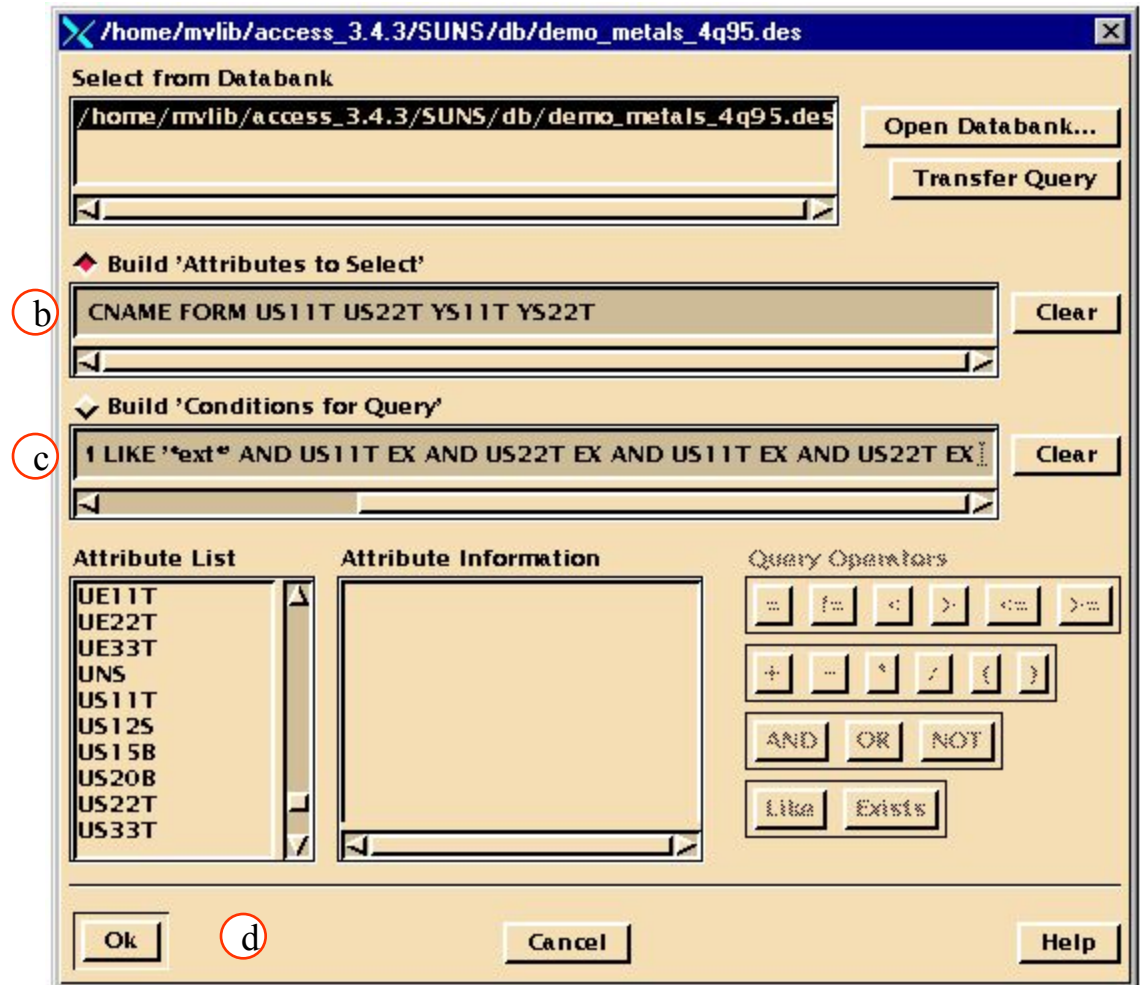 /home/mvlib/access_3.4.3/SUNS/db/demo_metals_4q95.des
Select from Databank
/home/mvlib/access_3.4.3/SUNS/db/demo_metals_4q95.des
Open Databank...
Transfer Query
Build 'Attributes to Select'
b
CNAME FORM US11T US22T YS11T YS22T
Clear
Build 'Conditions for Query'
c
LIKE '*ext*' AND US11T EX AND US22T EX AND US11T EX AND US22T EX
Clear
Attribute List
Attribute Information
Query Operators
UE11T
UE22T
UE33T
UNS
US11T
US12S
US15B
US20B
US22T
US33T
= != < > <= >=
+ - * / ( )
AND OR NOT
Like Exists
Ok
d
Cancel
Help